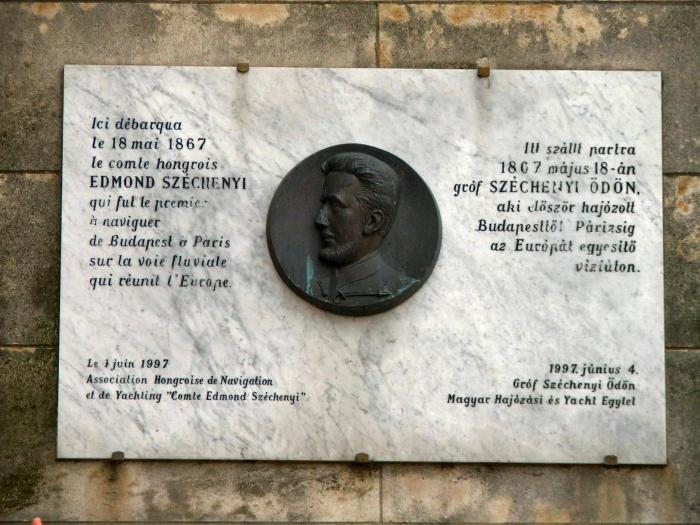 Ici débarqua
le 18 mai 1867
le comte hongrois
EDMOND SZÉCHENYI
qui fut le premier
à naviguer
de Budapest a Paris
sur la voie fluviale
qui réunit l'Europe.
Le 4 juin 1997
Association Hongroise de Navigation
et de Yachting "Comte Edmond Széchenyi"
Itt szállt partra
1867 május 18-án
gróf SZÉCHENYI ÖDÖN,
aki először hajózott
Budapesttől Párizsig
az Európát egyesítő
víziúton.
1997. június 4.
Gróf Széchenyi Ödön
Magyar Hajózási és Yacht Egylet